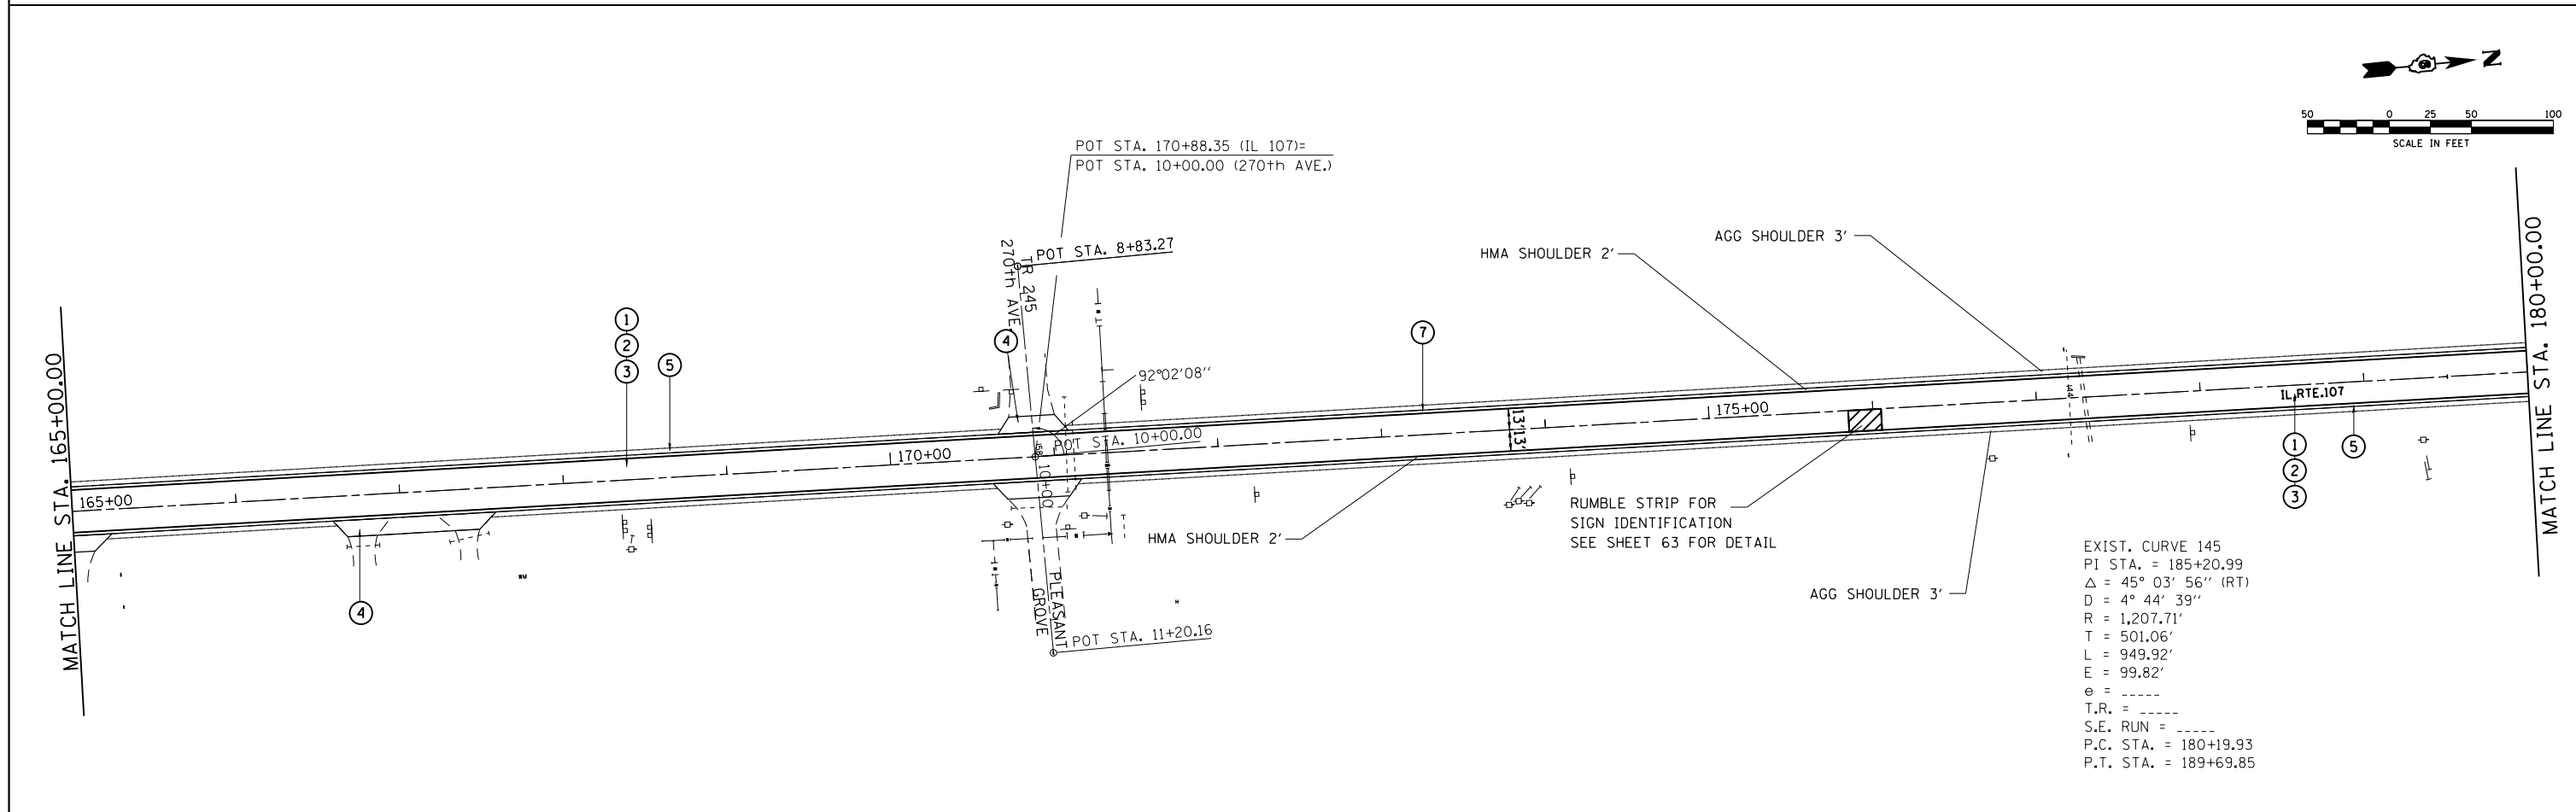 N
50 0 25 50 100
SCALE IN FEET
POT STA. 170+88.35 (IL 107)=
POT STA. 10+00.00 (270th AVE.)
POT STA. 8+83.27
TR 245
270th AVE.
AGG SHOULDER 3'
HMA SHOULDER 2'
MATCH LINE STA. 165+00.00
MATCH LINE STA. 180+00.00
1
2
3
5
4
7
92°02'08''
13' 13'
175+00
IL RTE.107
POT STA. 10+00.00
170+00
10+00
165+00
1
2
3
5
4
HMA SHOULDER 2'
RUMBLE STRIP FOR
SIGN IDENTIFICATION
SEE SHEET 63 FOR DETAIL
AGG SHOULDER 3'
PLEASANT
GROVE
POT STA. 11+20.16
EXIST. CURVE 145
PI STA. = 185+20.99
△ = 45° 03' 56'' (RT)
D = 4° 44' 39''
R = 1,207.71'
T = 501.06'
L = 949.92'
E = 99.82'
e = _____
T.R. = _____
S.E. RUN = _____
P.C. STA. = 180+19.93
P.T. STA. = 189+69.85